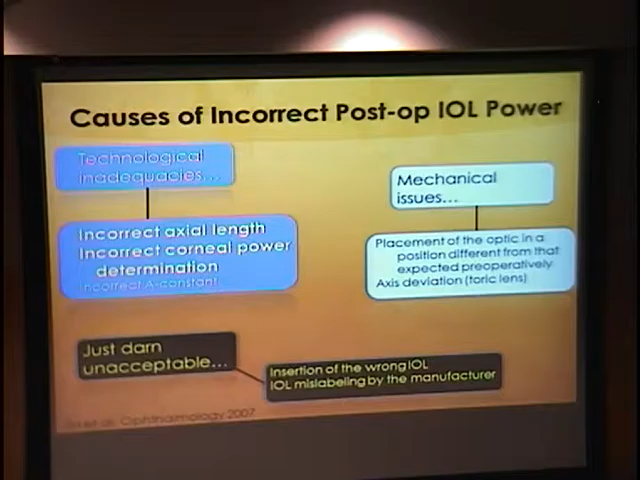 Causes of Incorrect Post-op IOL Power
Technological
inadequacies...
Mechanical
issues...
Incorrect axial length
Incorrect corneal power
determination
Incorrect A-constant
Placement of the optic in a
position different from that
expected preoperatively
Axis deviation (toric lens)
Just darn
unacceptable...
Insertion of the wrong IOL
IOL mislabeling by the manufacturer
Ophthalmology 2007